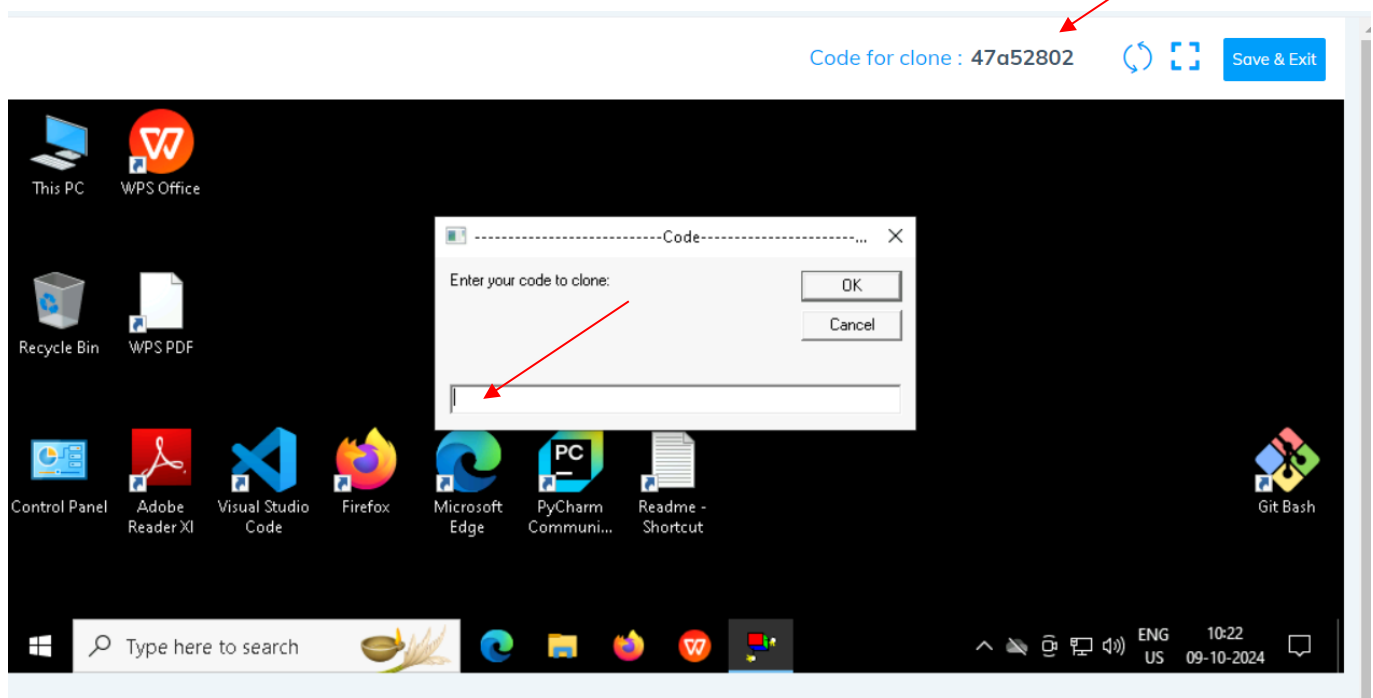 Code for clone : 47a52802
Save & Exit
This PC
WPS Office
----------------------------Code-----------------------...
Enter your code to clone:
OK
Cancel
Recycle Bin
WPS PDF
PC
Control Panel
Adobe
Reader XI
Visual Studio
Code
Firefox
Microsoft
Edge
PyCharm
Communi...
Readme -
Shortcut
Git Bash
Type here to search
ENG
US
10:22
09-10-2024